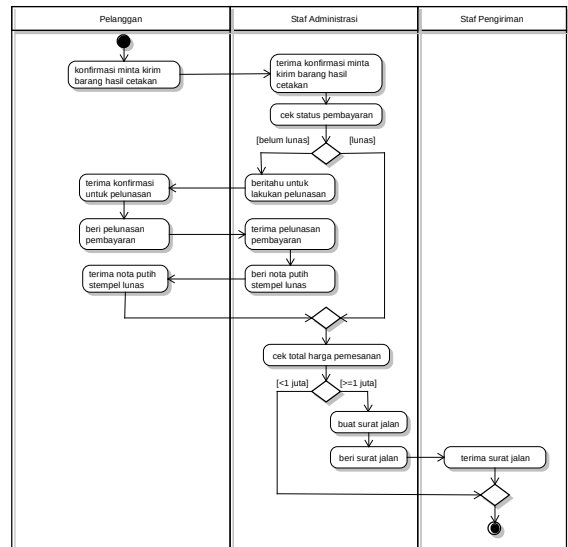 Pelanggan
Staf Administrasi
Staf Pengiriman
konfirmasi minta kirim
barang hasil cetakan
terima konfirmasi minta
kirim barang hasil
cetakan
cek status pembayaran
[belum lunas]
[lunas]
beritahu untuk
lakukan pelunasan
terima konfirmasi
untuk pelunasan
beri pelunasan
pembayaran
terima pelunasan
pembayaran
beri nota putih
stempel lunas
terima nota putih
stempel lunas
cek total harga pemesanan
[<1 juta]
[>=1 juta]
buat surat jalan
beri surat jalan
terima surat jalan